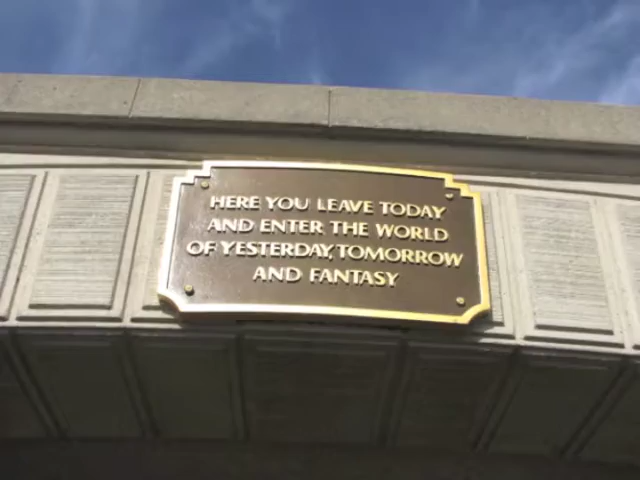 HERE YOU LEAVE TODAY
AND ENTER THE WORLD
OF YESTERDAY, TOMORROW
AND FANTASY